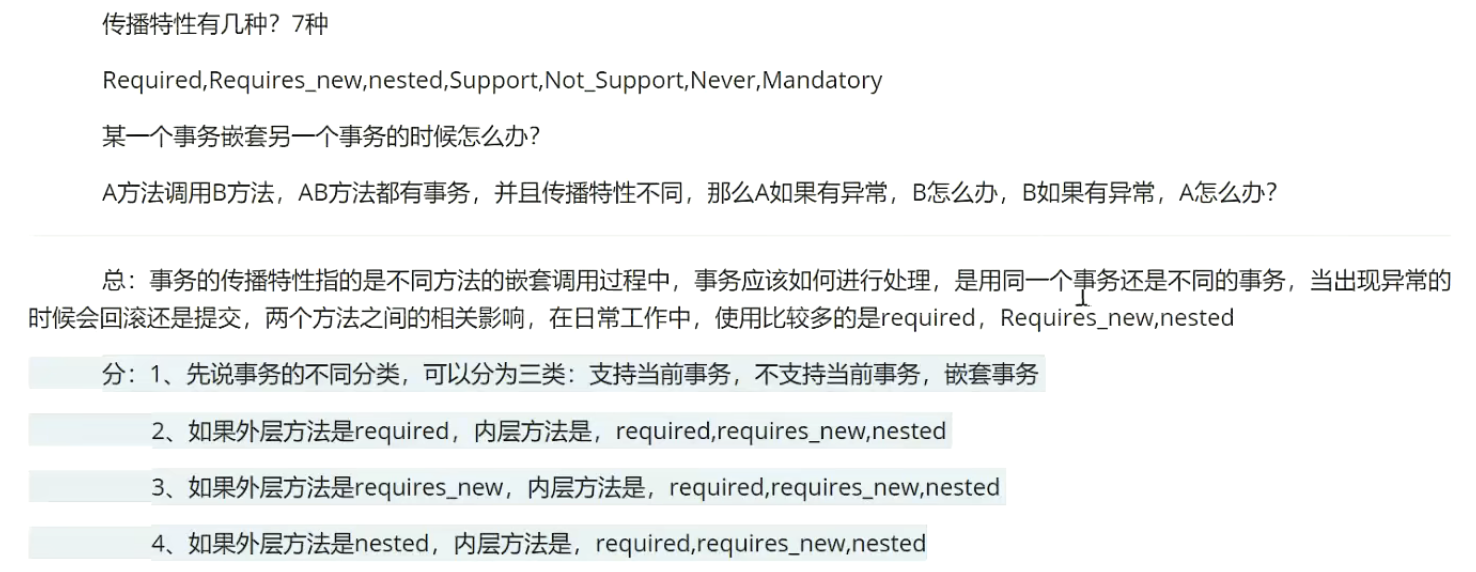 传播特性有几种？7种
Required,Requires_new,nested,Support,Not_Support,Never,Mandatory
某一个事务嵌套另一个事务的时候怎么办？
A方法调用B方法，AB方法都有事务，并且传播特性不同，那么A如果有异常，B怎么办，B如果有异常，A怎么办？
总：事务的传播特性指的是不同方法的嵌套调用过程中，事务应该如何进行处理，是用同一个事务还是不同的事务，当出现异常的
时候会回滚还是提交，两个方法之间的相关影响，在日常工作中，使用比较多的是required，Requires_new,nested
分：1、先说事务的不同分类，可以分为三类：支持当前事务，不支持当前事务，嵌套事务
2、如果外层方法是required，内层方法是，required,requires_new,nested
3、如果外层方法是requires_new，内层方法是，required,requires_new,nested
4、如果外层方法是nested，内层方法是，required,requires_new,nested